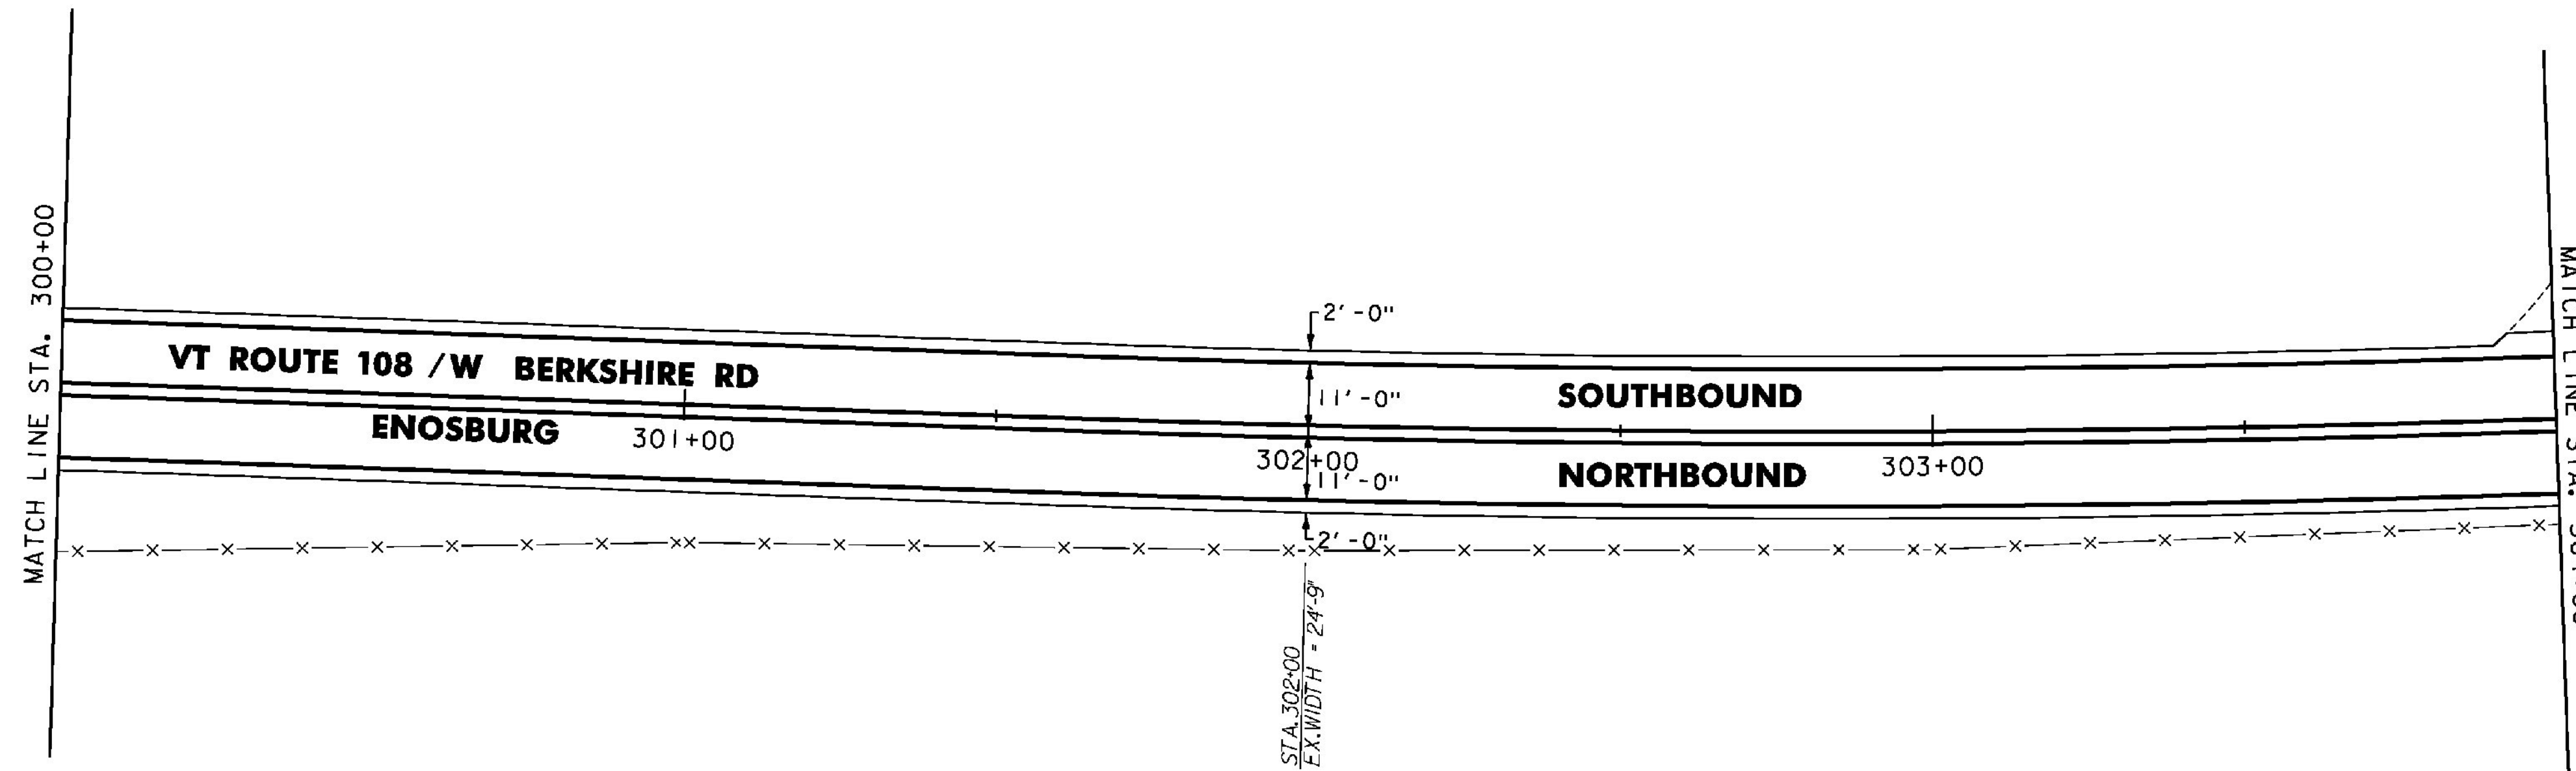 MATCH LINE STA. 300+00
2'-0"
VT ROUTE 108 /W BERKSHIRE RD
11'-0"
SOUTHBOUND
ENOSBURG
301+00
302+00
303+00
11'-0"
NORTHBOUND
2'-0"
STA. 302+00
EX. WIDTH = 24'-9"
MATCH LINE STA.